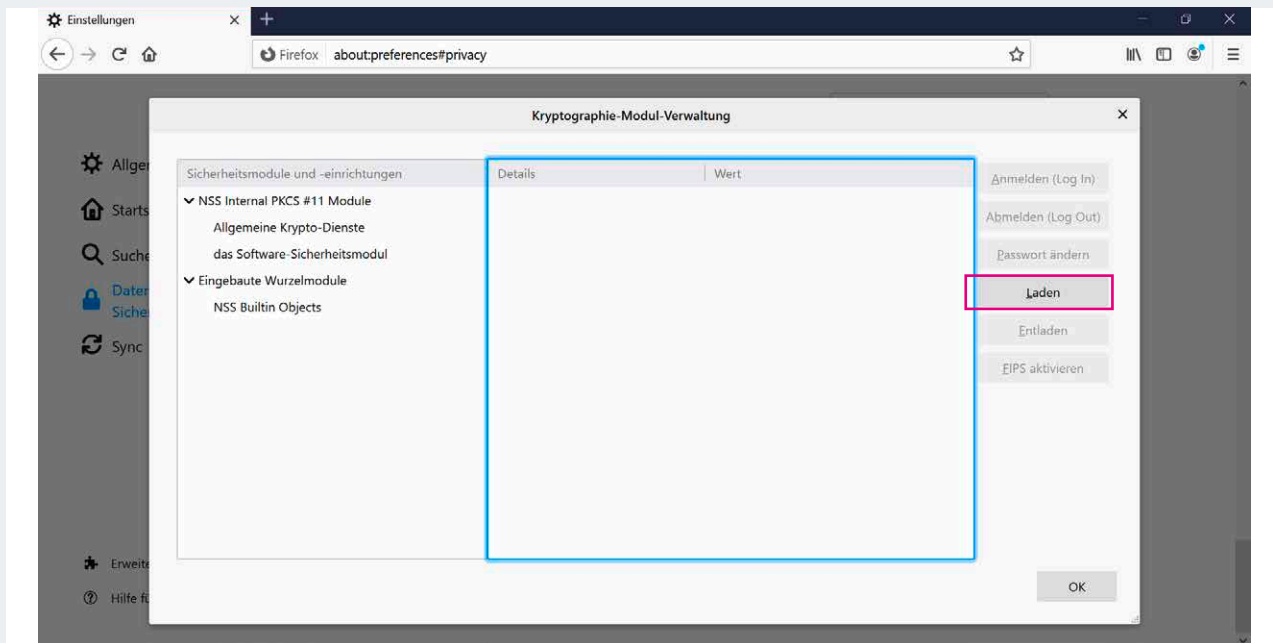 Einstellungen
Firefox about:preferences#privacy
Kryptographie-Modul-Verwaltung
Allger
Starts
Suche
Daten
Siche
Sync
Erweite
Hilfe fü
Sicherheitsmodule und -einrichtungen
NSS Internal PKCS #11 Module
Allgemeine Krypto-Dienste
das Software-Sicherheitsmodul
Eingebaute Wurzelmodule
NSS Builtin Objects
Details Wert
Anmelden (Log In)
Abmelden (Log Out)
Passwort ändern
Laden
Entladen
FIPS aktivieren
OK